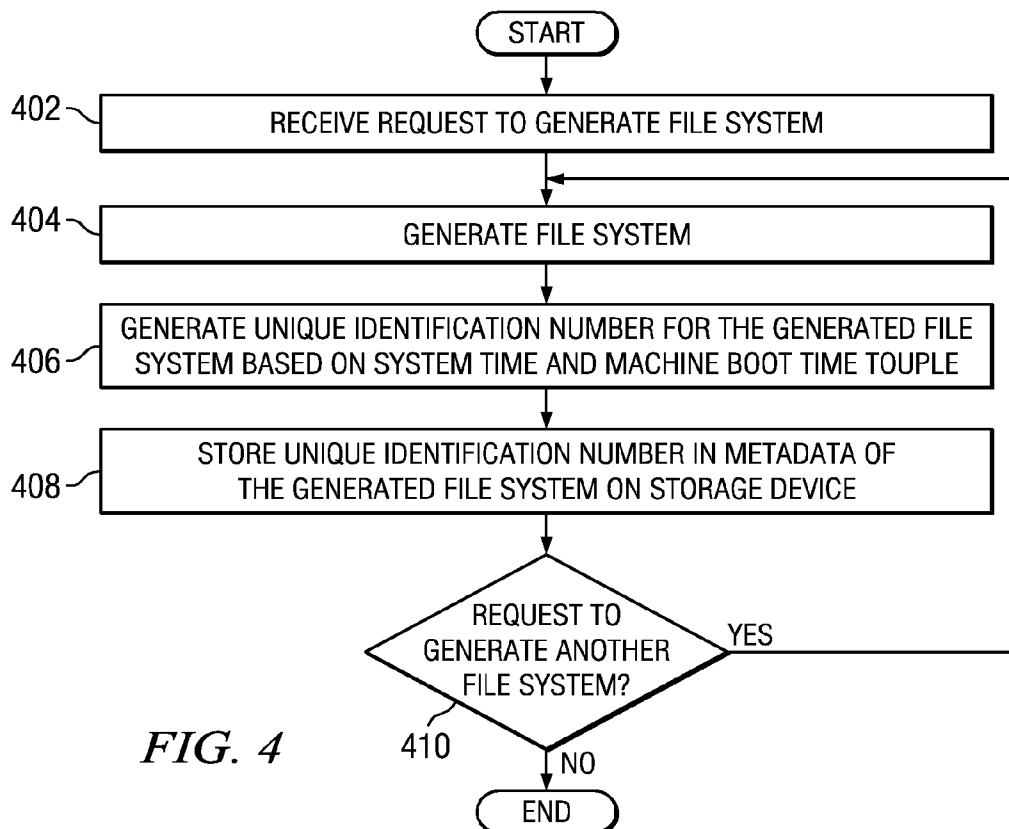 START
402
RECEIVE REQUEST TO GENERATE FILE SYSTEM
404
GENERATE FILE SYSTEM
406
GENERATE UNIQUE IDENTIFICATION NUMBER FOR THE GENERATED FILE
SYSTEM BASED ON SYSTEM TIME AND MACHINE BOOT TIME TOUPLE
408
STORE UNIQUE IDENTIFICATION NUMBER IN METADATA OF
THE GENERATED FILE SYSTEM ON STORAGE DEVICE
REQUEST TO
GENERATE ANOTHER
FILE SYSTEM?
YES
410
NO
FIG. 4
END